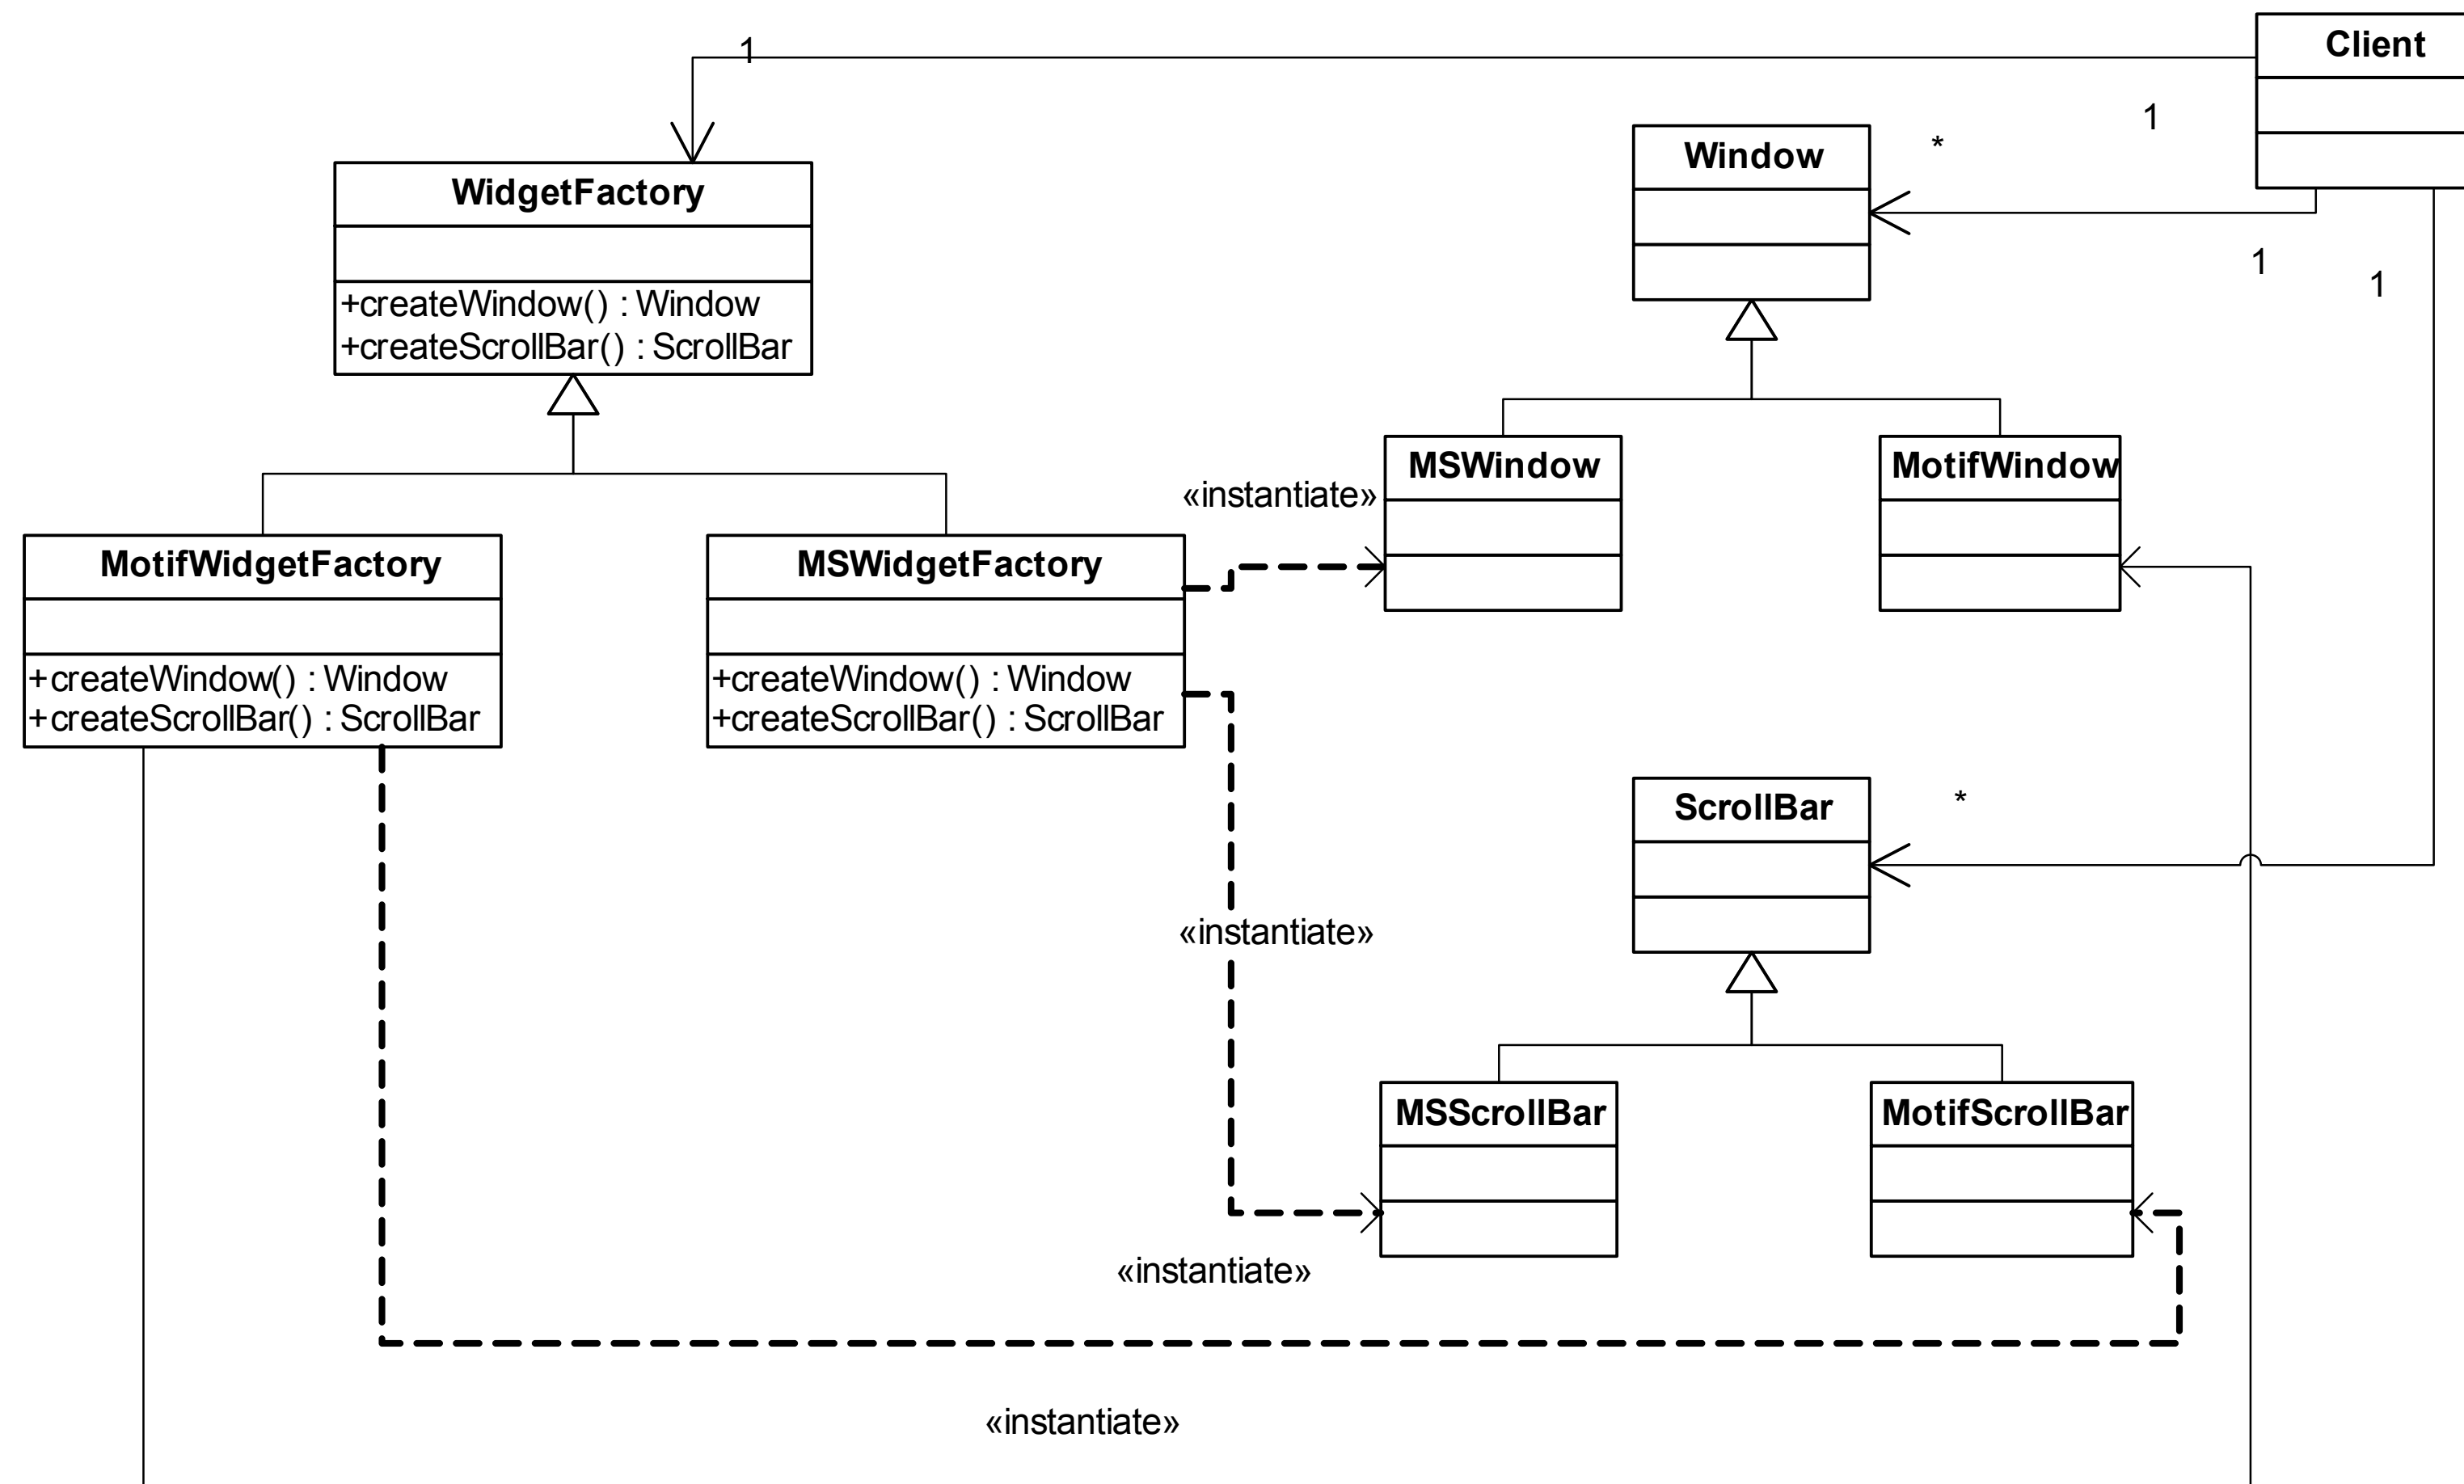 1
Client
1
Window
*
WidgetFactory
1
1
+createWindow() : Window
+createScrollBar() : ScrollBar
MSWindow
MotifWindow
«instantiate»
MotifWidgetFactory
MSWidgetFactory
+createWindow() : Window
+createScrollBar() : ScrollBar
+createWindow() : Window
+createScrollBar() : ScrollBar
ScrollBar
*
«instantiate»
MSScrollBar
MotifScrollBar
«instantiate»
«instantiate»